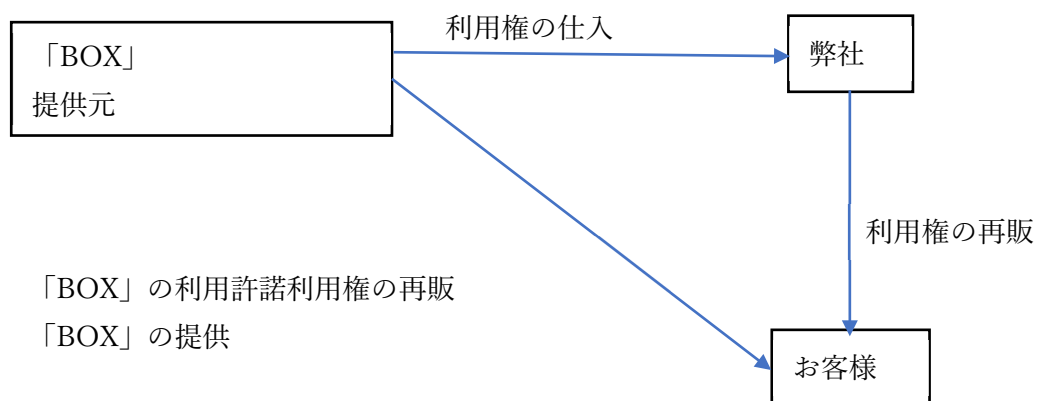 利用権の仕入
「BOX」
提供元
弊社
利用権の再販
「BOX」の利用許諾利用権の再販
「BOX」の提供
お客様